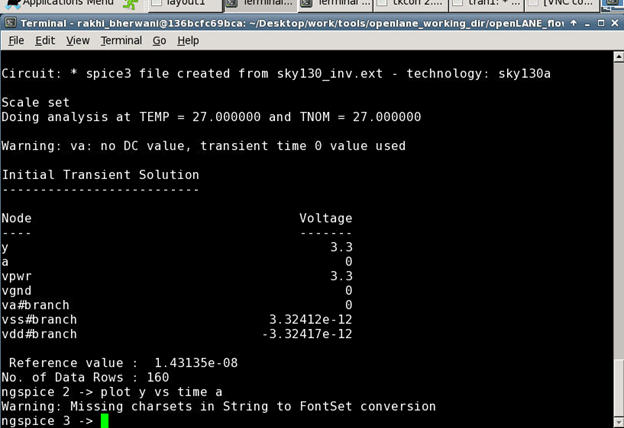 Applications Menu layout1 Terminal... Terminal ... tkcon 2.... tran1: * ... [VNC co...
Terminal - rakhi_bherwani@136bcfc69bca: ~/Desktop/work/tools/openlane_working_dir/openLANE_flow
File Edit View Terminal Go Help
Circuit: * spice3 file created from sky130_inv.ext - technology: sky130a
Scale set
Doing analysis at TEMP = 27.000000 and TNOM = 27.000000
Warning: va: no DC value, transient time 0 value used
Initial Transient Solution
--------------------------
Node Voltage
---- -------
y 3.3
a 0
vpwr 3.3
vgnd 0
va#branch 0
vss#branch 3.32412e-12
vdd#branch -3.32417e-12
Reference value : 1.43135e-08
No. of Data Rows : 160
ngspice 2 -> plot y vs time a
Warning: Missing charsets in String to FontSet conversion
ngspice 3 ->